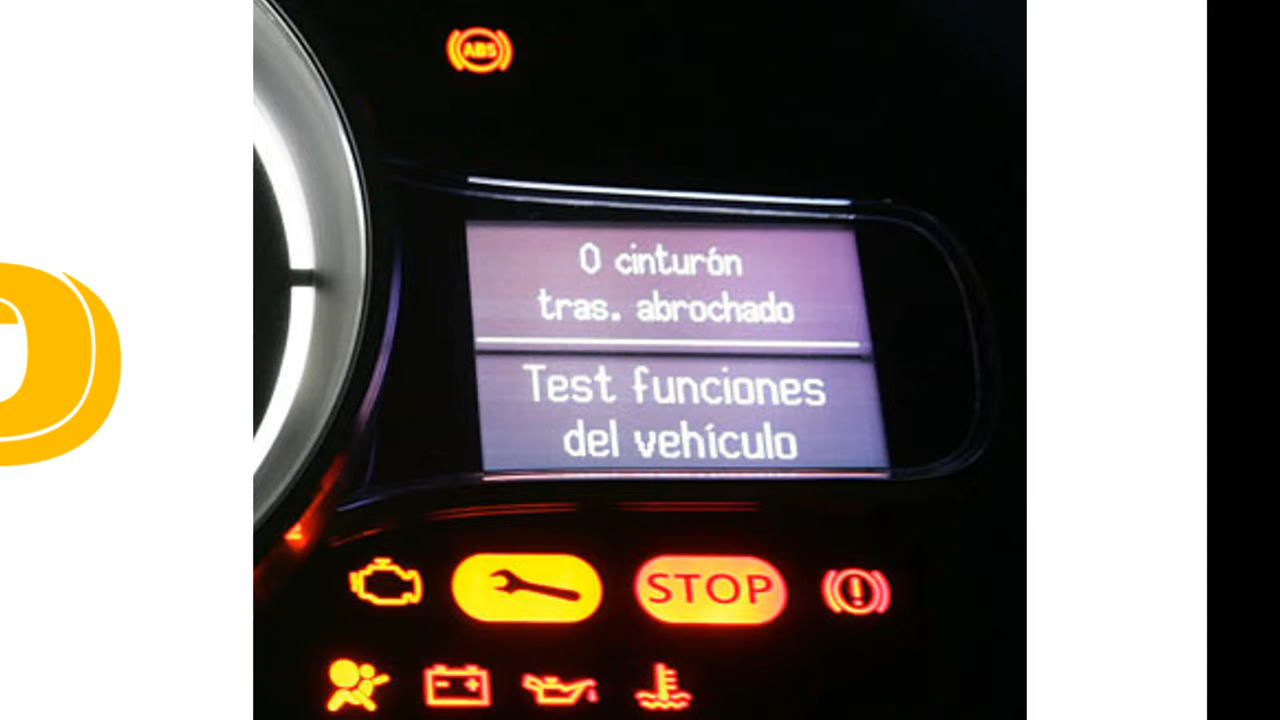 ABS
0 cinturón
tras. abrochado
Test funciones
del vehículo
STOP